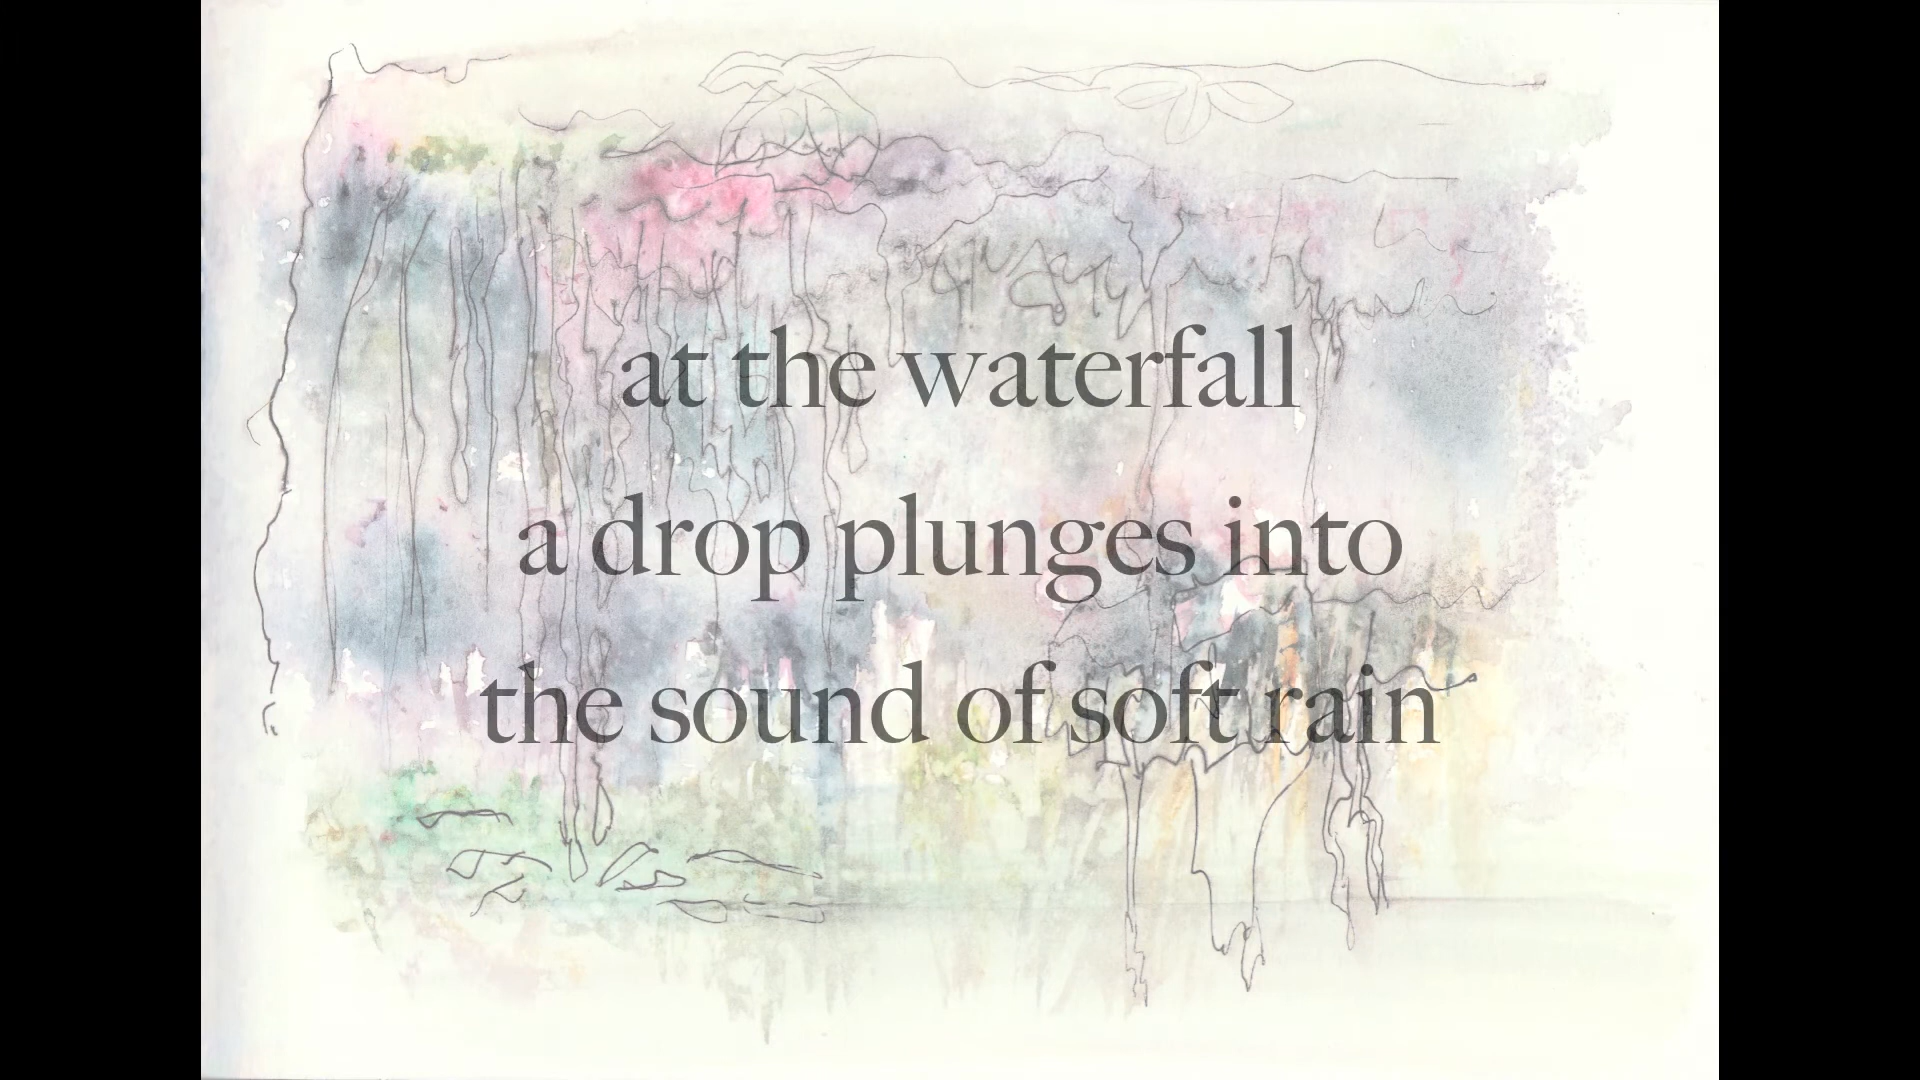 at the waterfall
a drop plunges into
the sound of soft rain